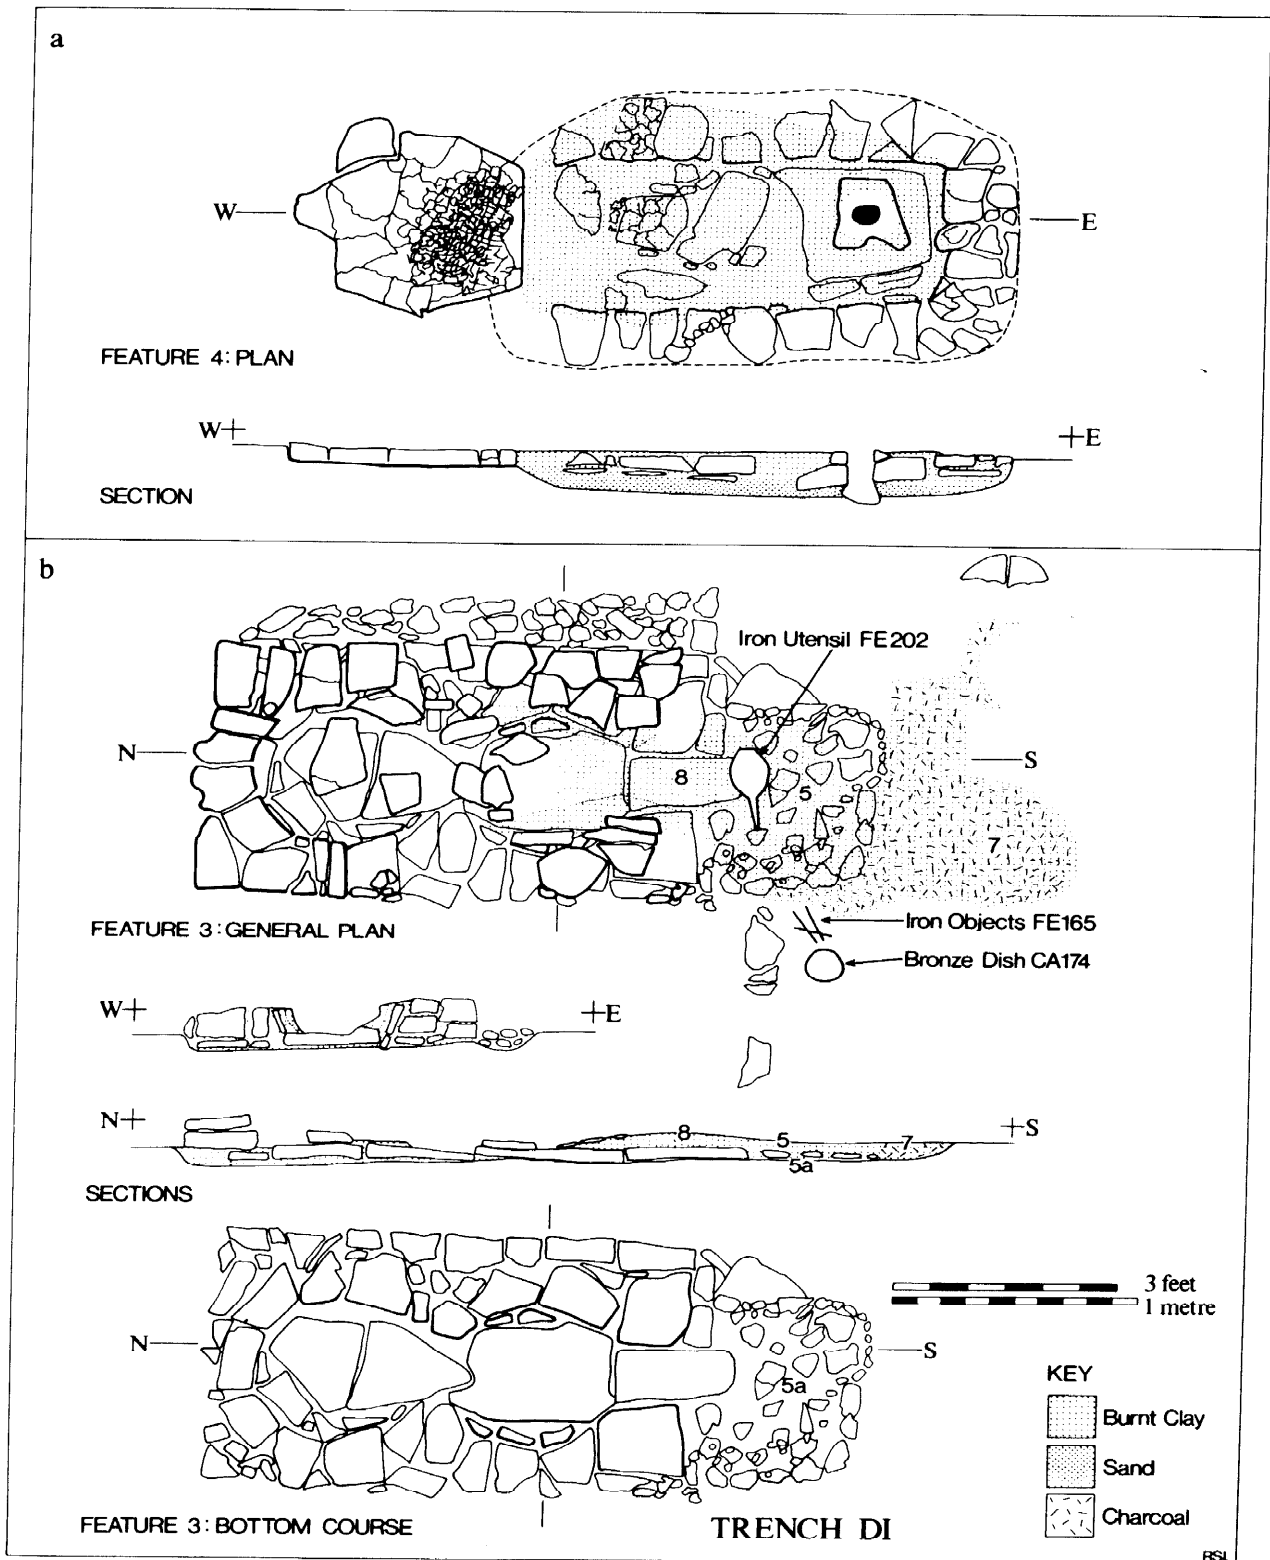 a
W E
FEATURE 4: PLAN
W E
SECTION
b
Iron Utensil FE202
N 8 5 S
7
FEATURE 3: GENERAL PLAN
Iron Objects FE165
Bronze Dish CA174
W E
N 8 5 7 S
5a
SECTIONS
3 feet
1 metre
N S
5a
KEY
Burnt Clay
Sand
Charcoal
FEATURE 3: BOTTOM COURSE
TRENCH DI
RSL